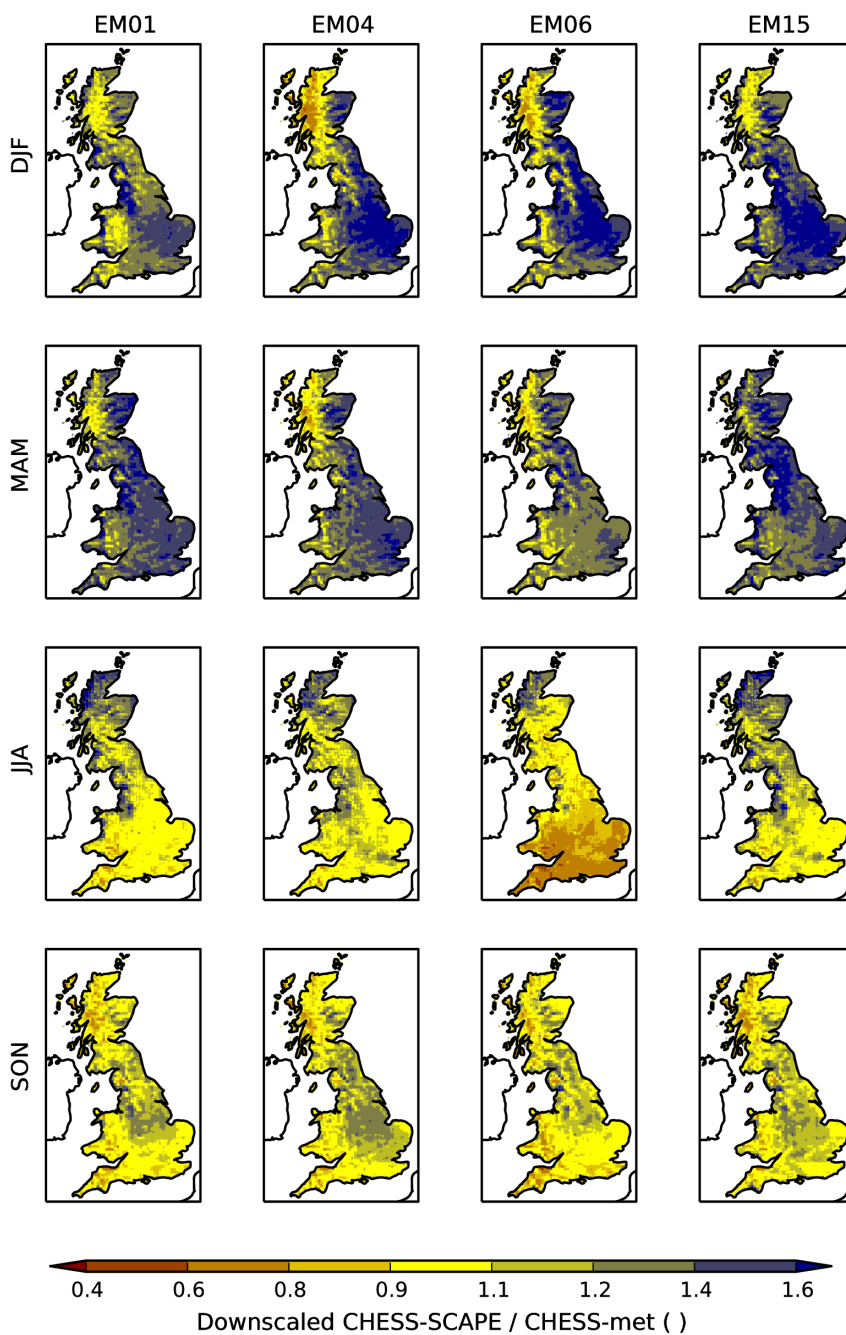 EM01 EM04 EM06 EM15
DJF
MAM
JJA
SON
0.4 0.6 0.8 0.9 1.1 1.2 1.4 1.6
Downscaled CHESS-SCAPE / CHESS-met ( )